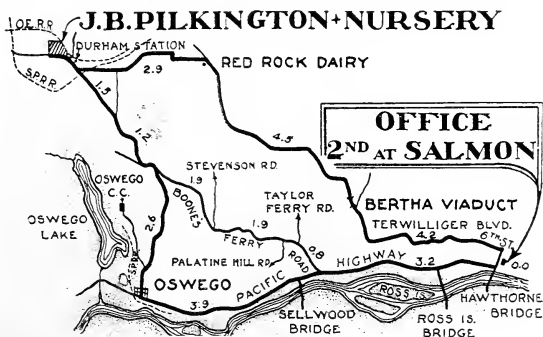 J.B. PILKINGTON + NURSERY
O.E.R.R.
DURHAM STATION
S.P.R.R.
2.9
RED ROCK DAIRY
1.5
1.2
4.5
OFFICE
2ND AT SALMON
STEVENSON RD.
OSWEGO
C.C.
1.9
BOONE'S
TAYLOR
FERRY RD.
BERTHA VIADUCT
TERWILLIGER BLVD.
4.2
6TH ST.
OSWEGO
LAKE
2.6
FERRY
1.9
PALATINE HILL RD.
0.8
ROAD
HIGHWAY
3.2
0.0
S.P.R.R.
OSWEGO
PACIFIC
3.9
ROSS IS.
HAWTHORNE
BRIDGE
SELLWOOD
BRIDGE
ROSS IS.
BRIDGE